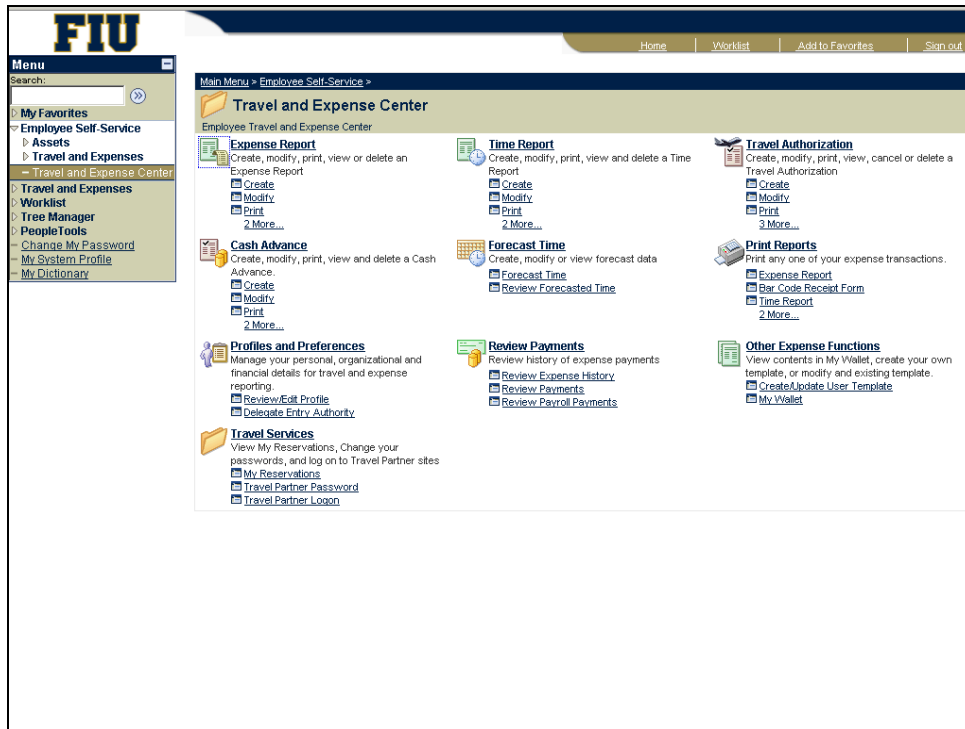 FIU
Home Worklist Add to Favorites Sign out
Menu
Search:
My Favorites
Employee Self-Service
Assets
Travel and Expenses
Travel and Expense Center
Travel and Expenses
Worklist
Tree Manager
PeopleTools
Change My Password
My System Profile
My Dictionary
Main Menu > Employee Self-Service >
Travel and Expense Center
Employee Travel and Expense Center
Expense Report
Create, modify, print, view or delete an
Expense Report
Create
Modify
Print
2 More...
Time Report
Create, modify, print, view and delete a Time
Report
Create
Modify
Print
2 More...
Travel Authorization
Create, modify, print, view, cancel or delete a
Travel Authorization
Create
Modify
Print
3 More...
Cash Advance
Create, modify, print, view and delete a Cash
Advance.
Create
Modify
Print
2 More...
Forecast Time
Create, modify or view forecast data
Forecast Time
Review Forecasted Time
Print Reports
Print any one of your expense transactions.
Expense Report
Bar Code Receipt Form
Time Report
2 More...
Profiles and Preferences
Manage your personal, organizational and
financial details for travel and expense
reporting.
Review/Edit Profile
Delegate Entry Authority
Review Payments
Review history of expense payments
Review Expense History
Review Payments
Review Payroll Payments
Other Expense Functions
View contents in My Wallet, create your own
template, or modify and existing template.
Create/Update User Template
My Wallet
Travel Services
View My Reservations, Change your
passwords, and log on to Travel Partner sites
My Reservations
Travel Partner Password
Travel Partner Logon